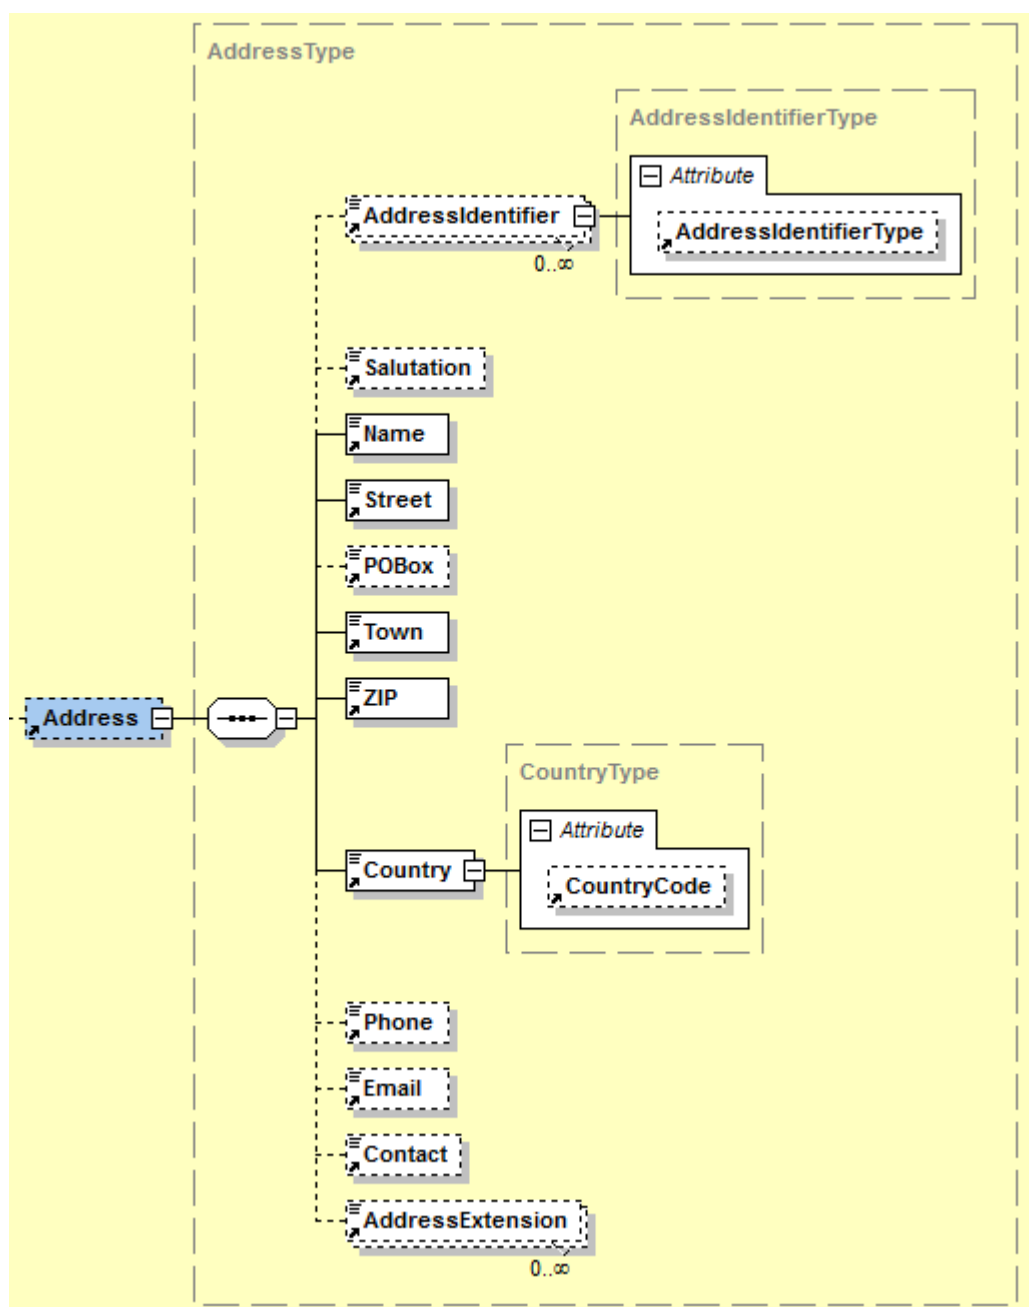 AddressType
AddressIdentifierType
Attribute
AddressIdentifier
AddressIdentifierType
0..∞
Salutation
Name
Street
POBox
Town
ZIP
Address
CountryType
Attribute
Country
CountryCode
Phone
Email
Contact
AddressExtension
0..∞